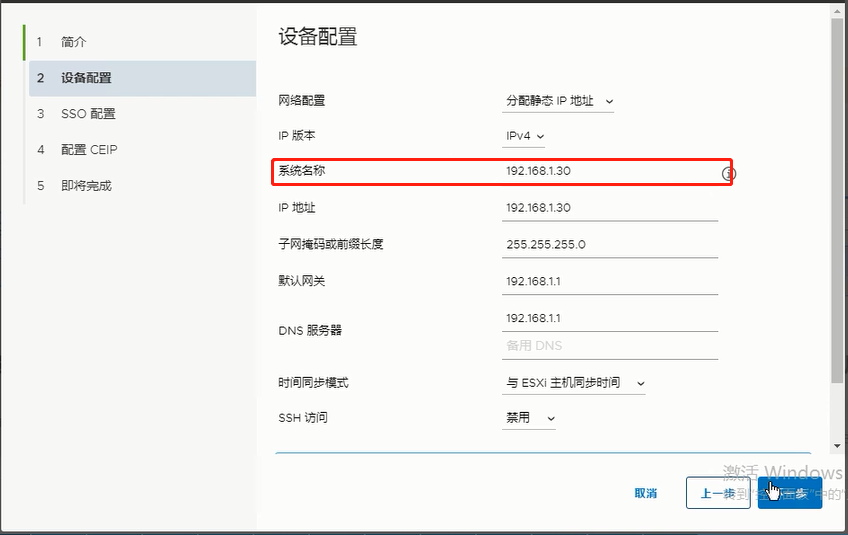 1 简介
2 设备配置
3 SSO 配置
4 配置 CEIP
5 即将完成
设备配置
网络配置 分配静态 IP 地址
IP 版本 IPv4
系统名称 192.168.1.30
IP 地址 192.168.1.30
子网掩码或前缀长度 255.255.255.0
默认网关 192.168.1.1
DNS 服务器 192.168.1.1
备用 DNS
时间同步模式 与 ESXi 主机同步时间
SSH 访问 禁用
激活 Windows
取消 上一步 一步